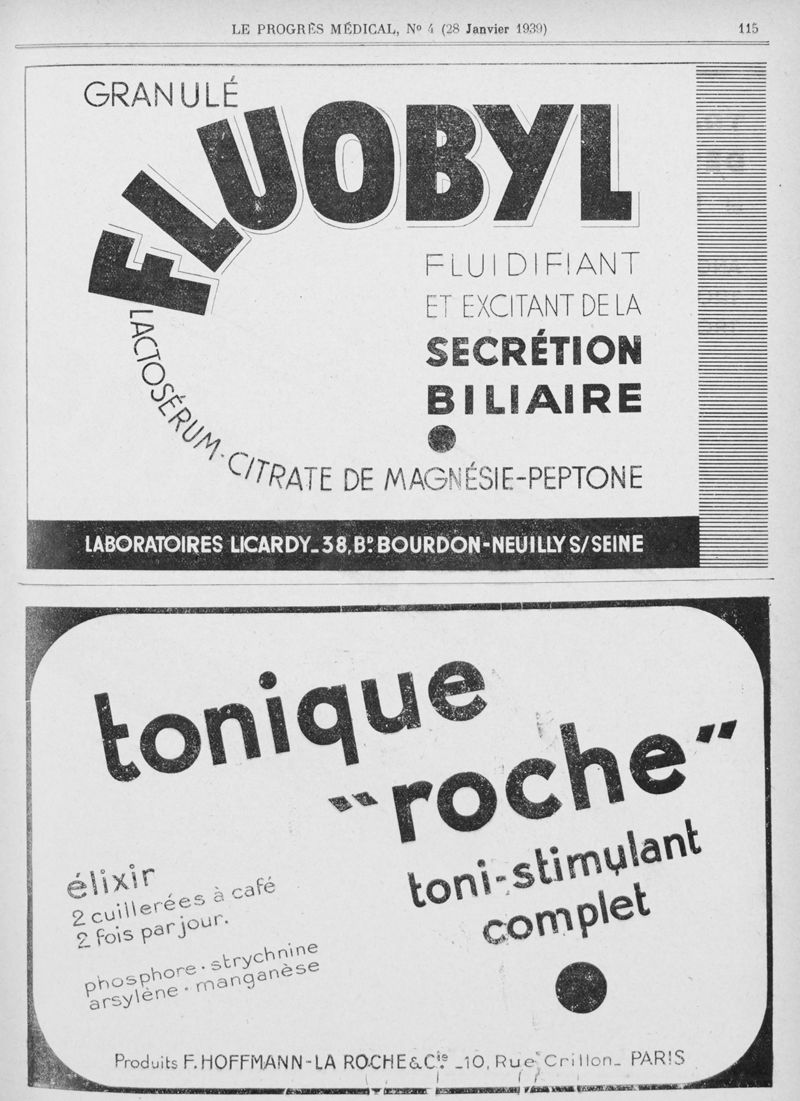 LE PROGRÈS MÉDICAL, Nº 4 (28 Janvier 1939)
115
GRANULÉ
FLUOBYL
FLUIDIFIANT
ET EXCITANT DE LA
SECRÉTION
BILIAIRE
LACTOSÉRUM-CITRATE DE MAGNÉSIE-PEPTONE
LABORATOIRES LICARDY_38, Bᴰ BOURDON-NEUILLY S/SEINE
tonique
"roche"
toni-stimulant
complet
élixir
2 cuillerées à café
2 fois par jour.
phosphore · strychnine
arsylène · manganèse
Produits F. HOFFMANN-LA ROCHE & Cⁱᵉ _10, Rue Crillon_ PARIS